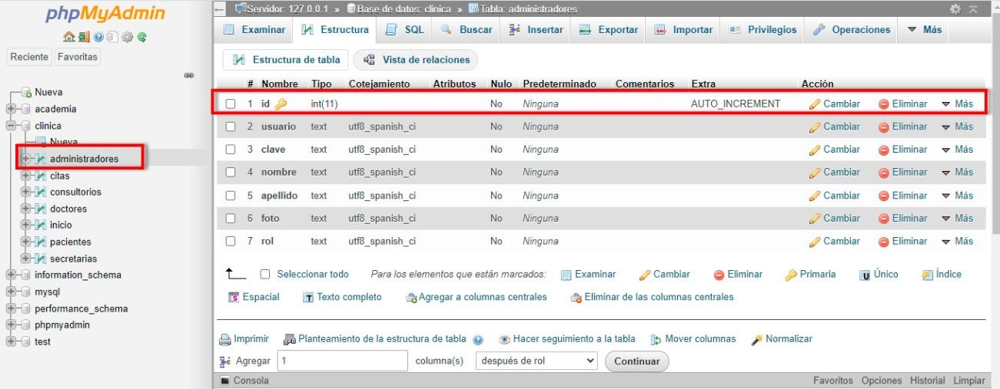 phpMyAdmin
Reciente Favoritas
Nueva
academia
clinica
Nueva
administradores
citas
consultorios
doctores
inicio
pacientes
secretarias
information_schema
mysql
performance_schema
phpmyadmin
test
Servidor: 127.0.0.1 » Base de datos: clinica » Tabla: administradores
Examinar Estructura SQL Buscar Insertar Exportar Importar Privilegios Operaciones Más
Estructura de tabla Vista de relaciones
# Nombre Tipo Cotejamiento Atributos Nulo Predeterminado Comentarios Extra Acción
1 id int(11) No Ninguna AUTO_INCREMENT Cambiar Eliminar Más
2 usuario text utf8_spanish_ci No Ninguna Cambiar Eliminar Más
3 clave text utf8_spanish_ci No Ninguna Cambiar Eliminar Más
4 nombre text utf8_spanish_ci No Ninguna Cambiar Eliminar Más
5 apellido text utf8_spanish_ci No Ninguna Cambiar Eliminar Más
6 foto text utf8_spanish_ci No Ninguna Cambiar Eliminar Más
7 rol text utf8_spanish_ci No Ninguna Cambiar Eliminar Más
Seleccionar todo Para los elementos que están marcados: Examinar Cambiar Eliminar Primaria Único Índice
Espacial Texto completo Agregar a columnas centrales Eliminar de las columnas centrales
Imprimir Planteamiento de la estructura de tabla Hacer seguimiento a la tabla Mover columnas Normalizar
Agregar 1 columna(s) después de rol Continuar
Consola Favoritos Opciones Historial Limpiar